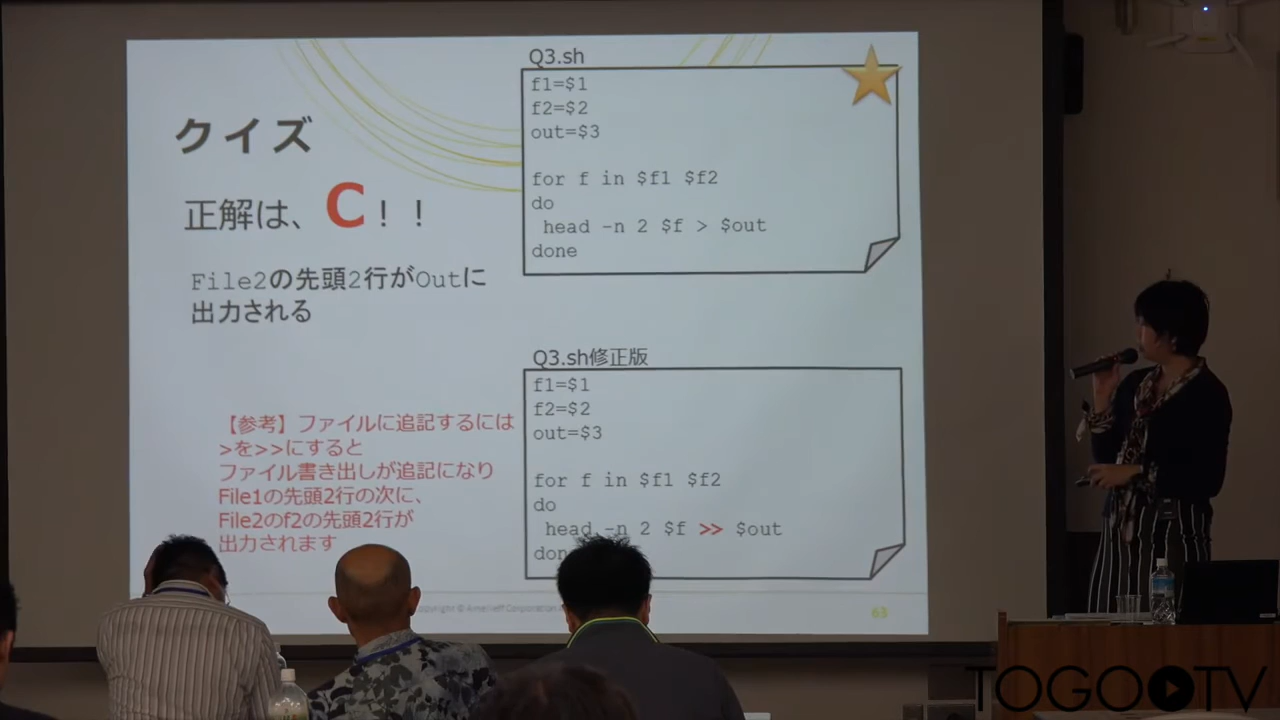 クイズ
正解は、C！！
File2の先頭2行がOutに
出力される
【参考】ファイルに追記するには
>を>>にすると
ファイル書き出しが追記になり
File1の先頭2行の次に、
File2のf2の先頭2行が
出力されます
Q3.sh
f1=$1
f2=$2
out=$3
for f in $f1 $f2
do
head -n 2 $f > $out
done
Q3.sh修正版
f1=$1
f2=$2
out=$3
for f in $f1 $f2
do
head -n 2 $f >> $out
don
opyright © Amelieff Corporation
63
TOGOTV